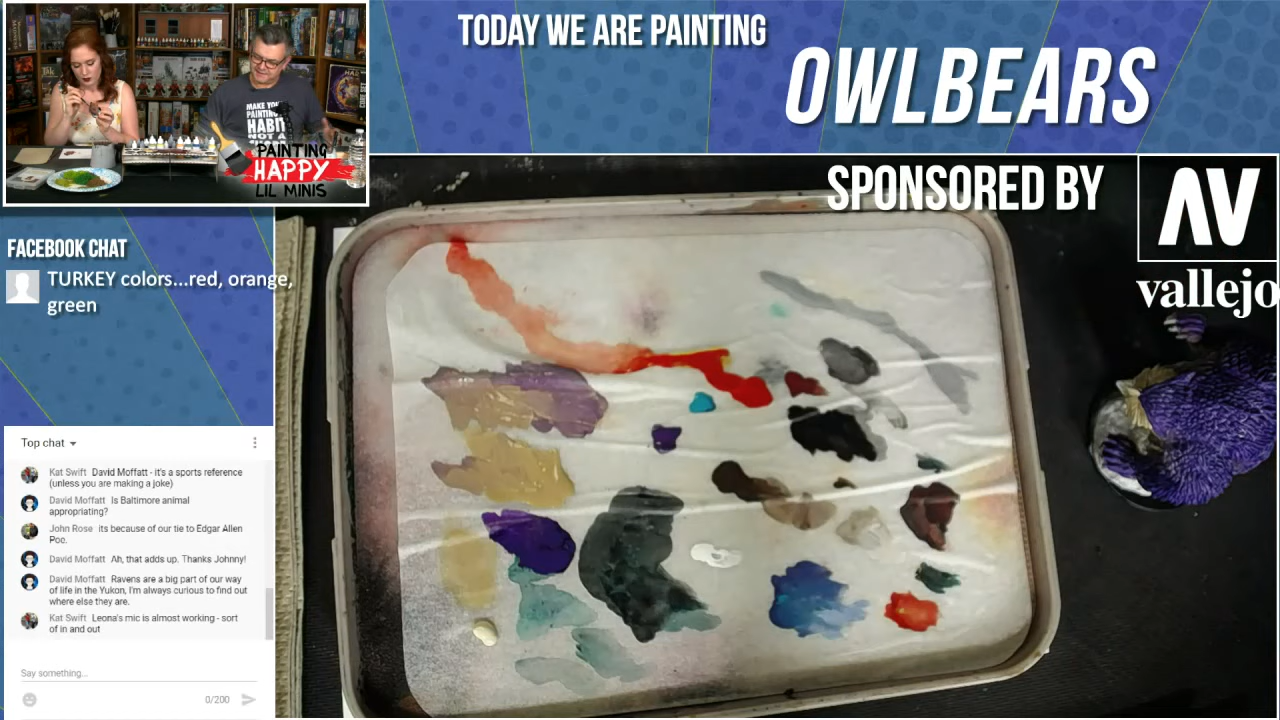 TODAY WE ARE PAINTING
OWLBEARS
SPONSORED BY
AV
vallejo
MAKE YOU
PAINTING
HABIT
NOT A
PAINTING
HAPPY
LIL MINIS
FACEBOOK CHAT
TURKEY colors...red, orange,
green
Top chat
Kat Swift David Moffatt - it's a sports reference
(unless you are making a joke)
David Moffatt Is Baltimore animal
appropriating?
John Rose its because of our tie to Edgar Allen
Poe.
David Moffatt Ah, that adds up. Thanks Johnny!
David Moffatt Ravens are a big part of our way
of life in the Yukon, I'm always curious to find out
where else they are.
Kat Swift Leona's mic is almost working - sort
of in and out
Say something...
0/200